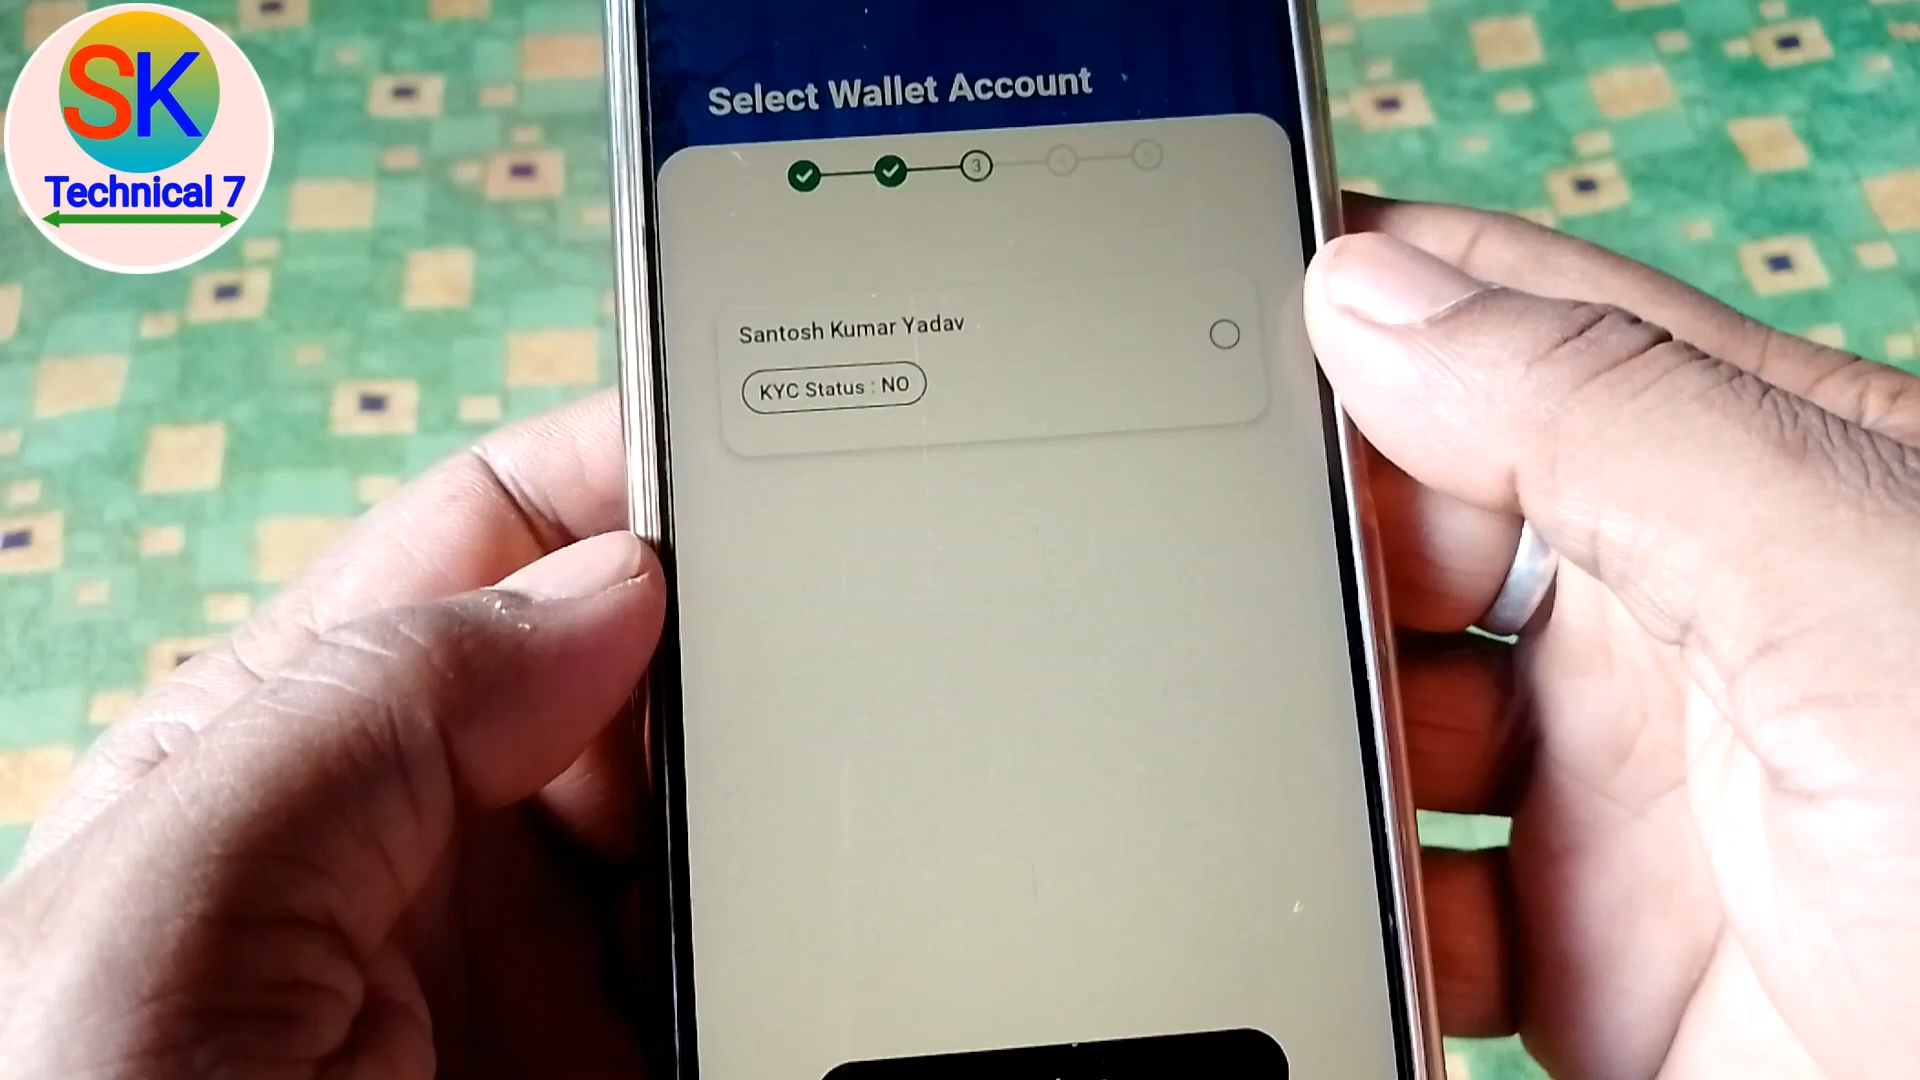 SK
Technical 7
Select Wallet Account
3
Santosh Kumar Yadav
KYC Status : NO